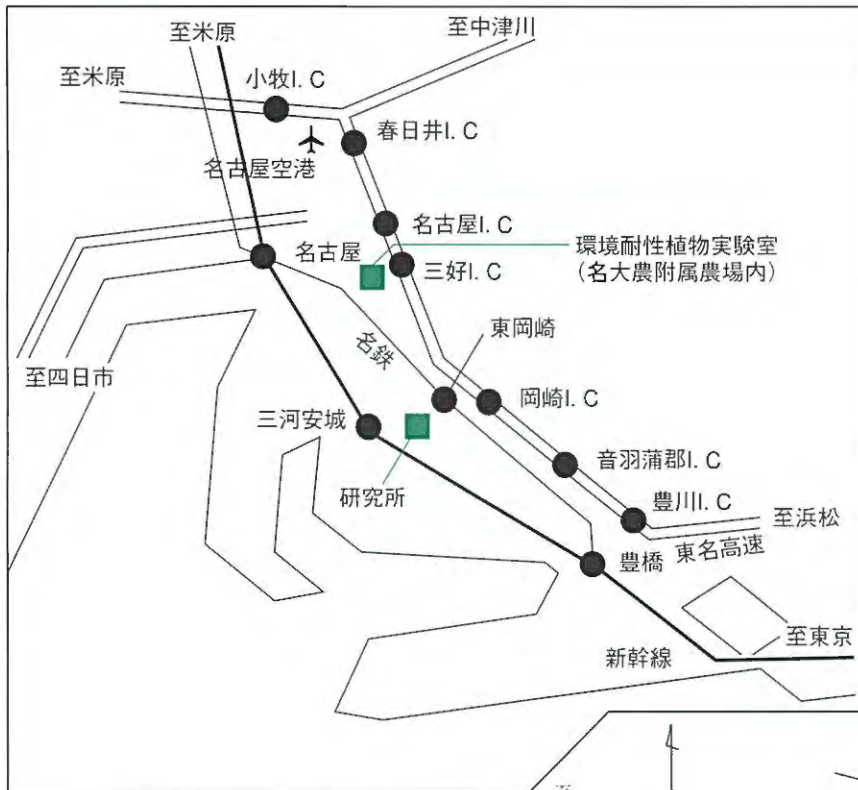 至米原
至中津川
至米原
小牧I. C
春日井I. C
名古屋空港
名古屋I. C
名古屋
環境耐性植物実験室
(名大農附属農場内)
三好I. C
東岡崎
名鉄
至四日市
岡崎I. C
三河安城
音羽蒲郡I. C
研究所
豊川I. C
至浜松
東名高速
豊橋
至東京
新幹線